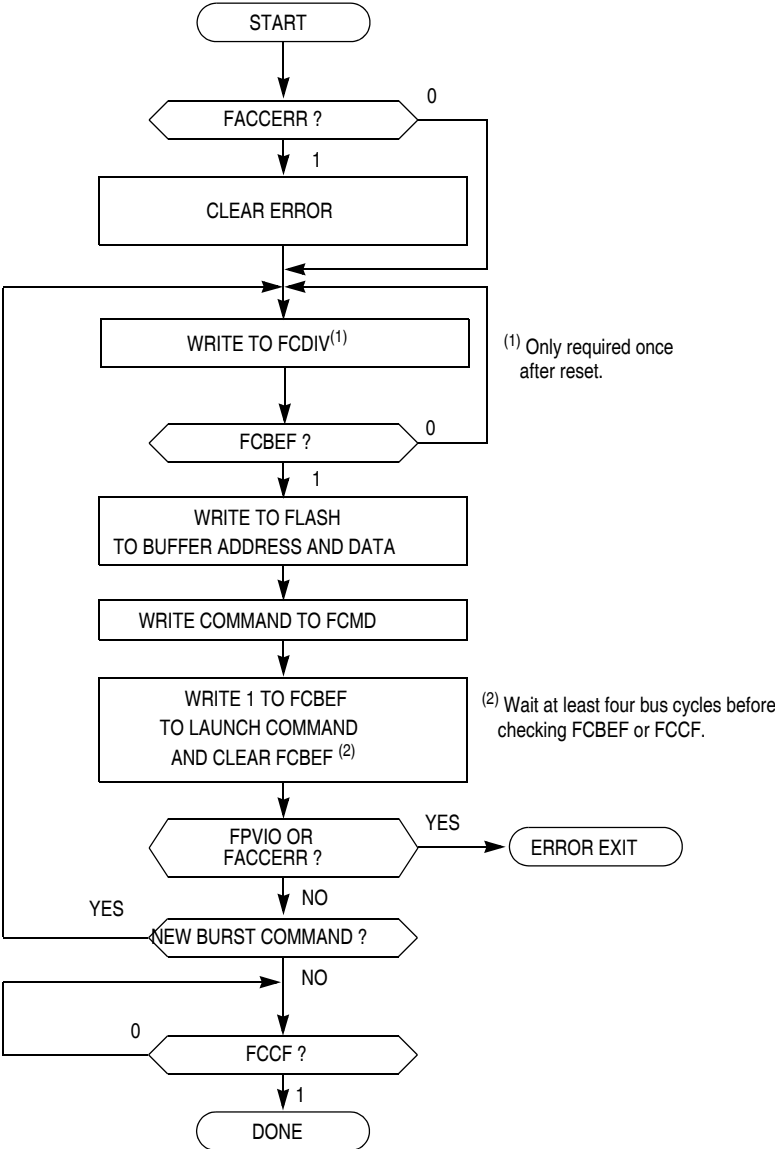 START
FACCERR ?
0
1
CLEAR ERROR
WRITE TO FCDIV(1)
(1) Only required once
after reset.
FCBEF ?
0
1
WRITE TO FLASH
TO BUFFER ADDRESS AND DATA
WRITE COMMAND TO FCMD
WRITE 1 TO FCBEF
TO LAUNCH COMMAND
AND CLEAR FCBEF (2)
(2) Wait at least four bus cycles before
checking FCBEF or FCCF.
FPVIO OR
FACCERR ?
YES
ERROR EXIT
NO
YES
NEW BURST COMMAND ?
NO
0
FCCF ?
1
DONE